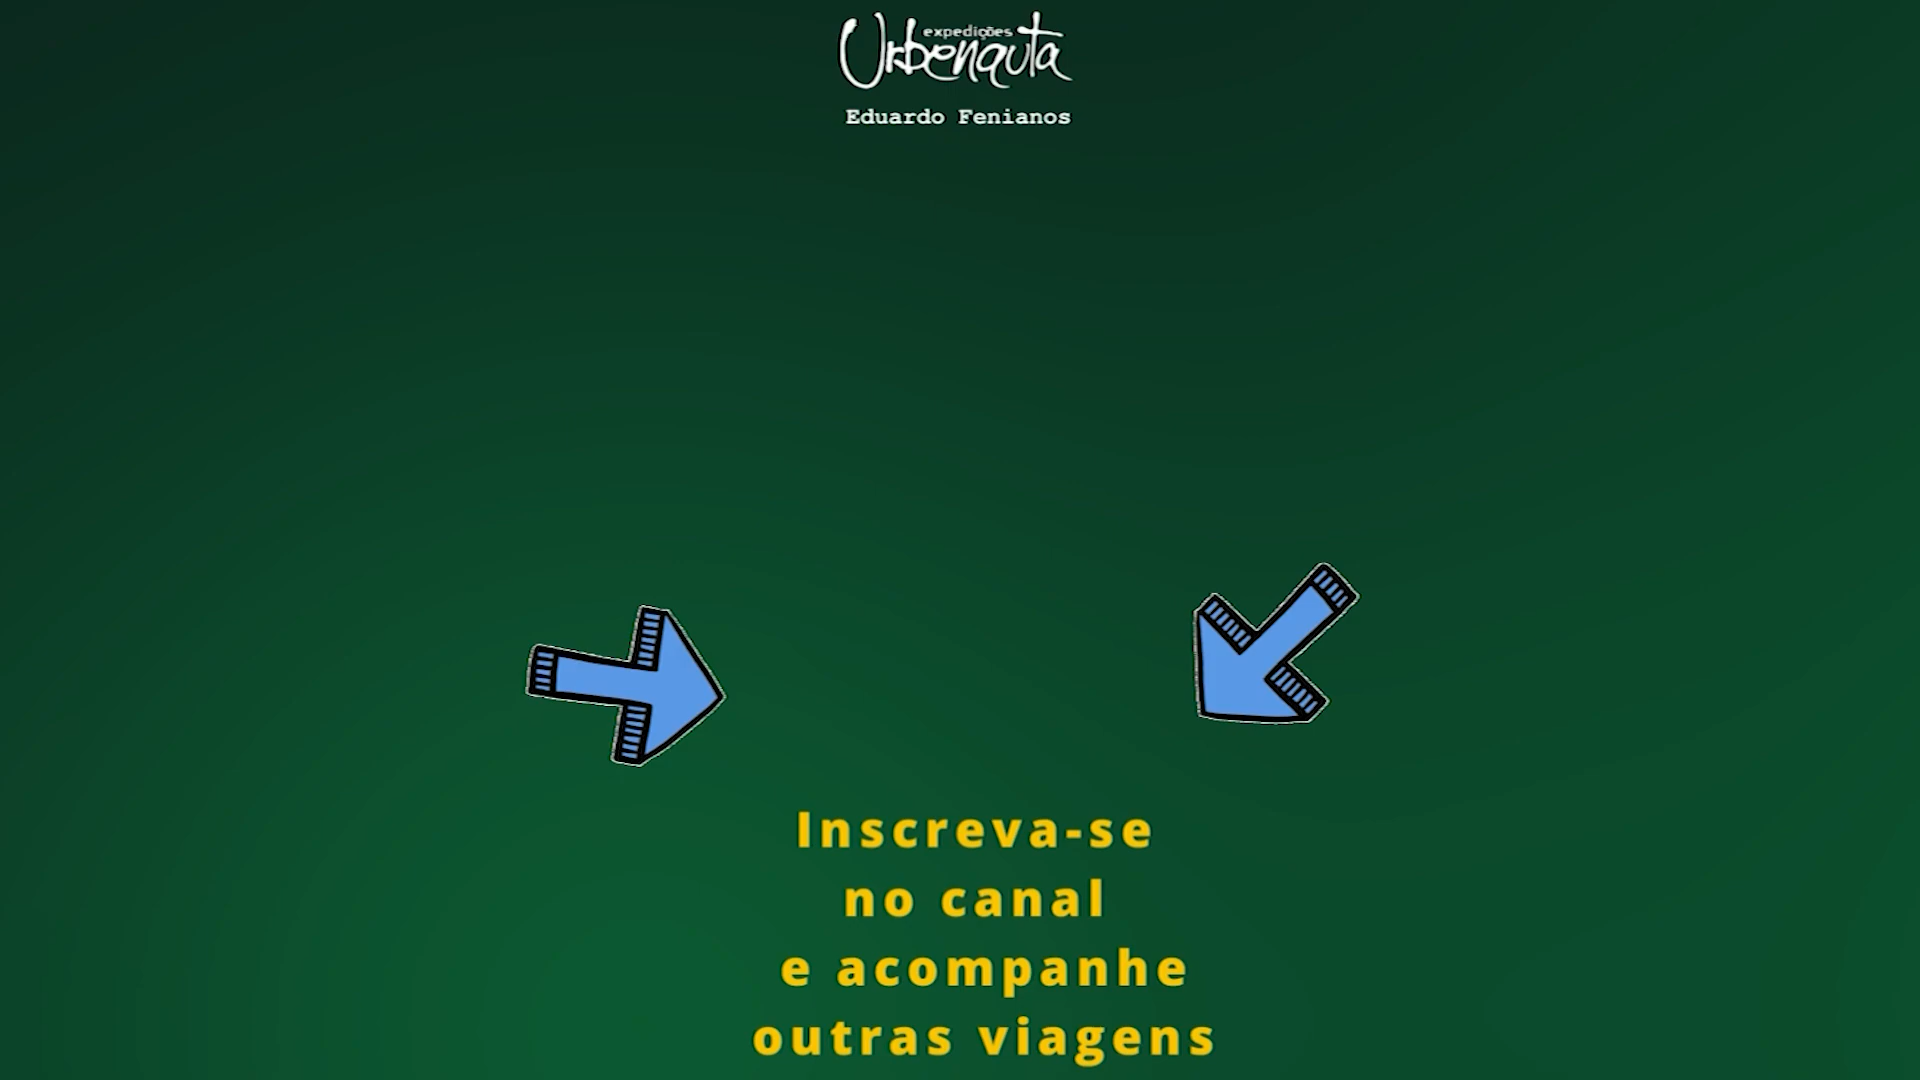 expedições
Urbenauta
Eduardo Fenianos
Inscreva-se
no canal
e acompanhe
outras viagens